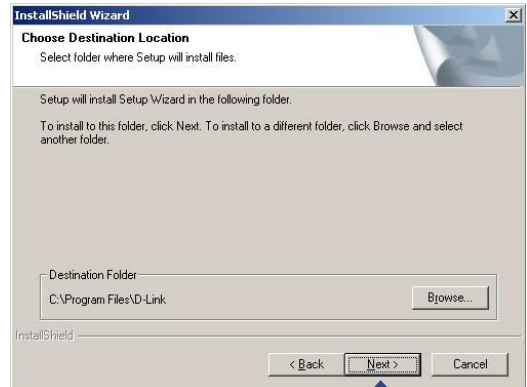 InstallShield Wizard
Choose Destination Location
Select folder where Setup will install files.
Setup will install Setup Wizard in the following folder.
To install to this folder, click Next. To install to a different folder, click Browse and select
another folder.
Destination Folder
C:\Program Files\D-Link
Browse...
InstallShield
< Back
Next >
Cancel